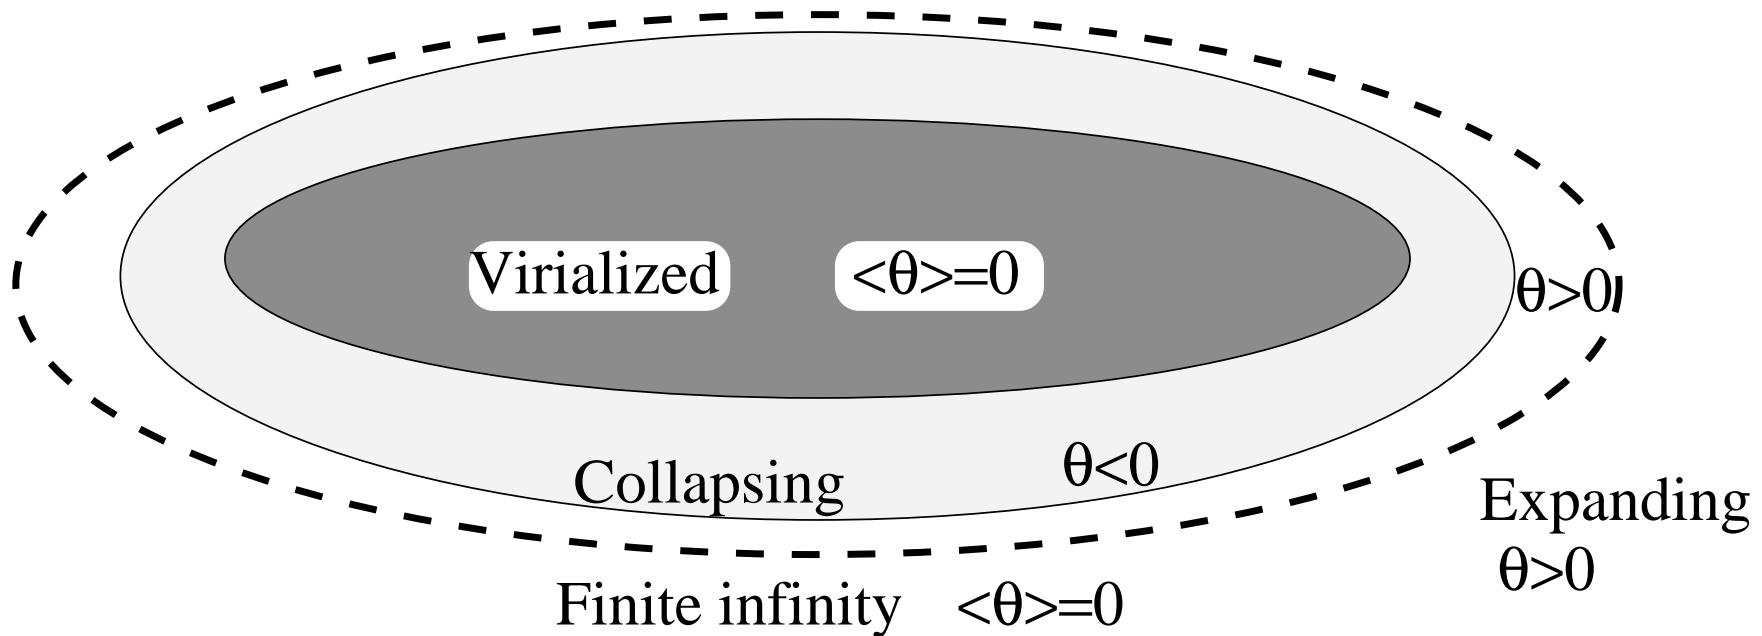 Virialized <θ>=0
θ>0
Collapsing θ<0
Expanding
θ>0
Finite infinity <θ>=0